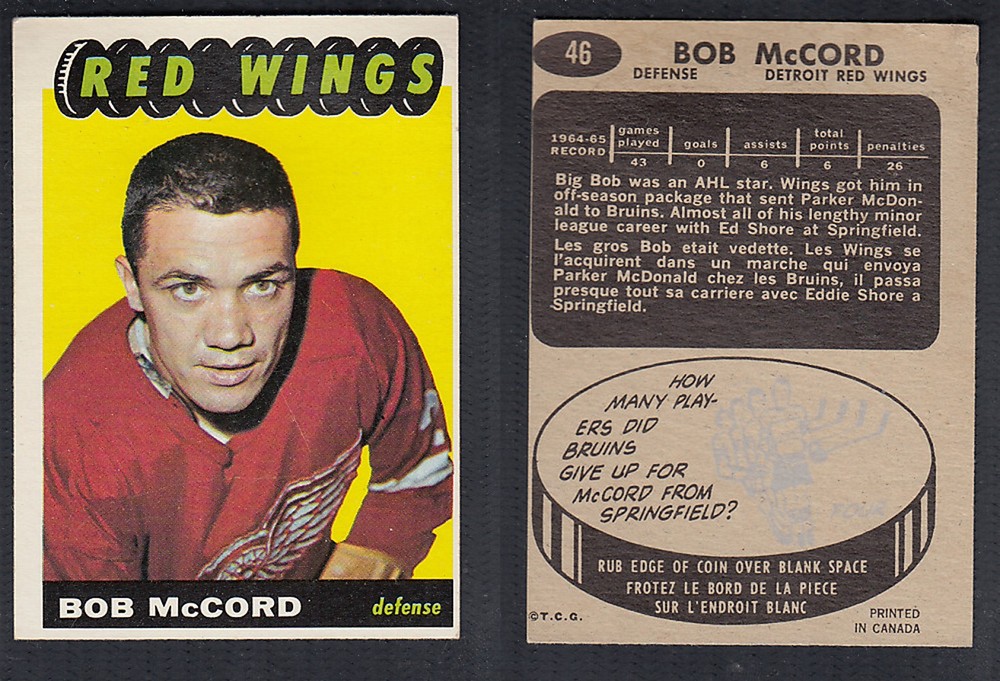 RED WINGS
BOB McCORD
defense
46
BOB McCORD
DEFENSE DETROIT RED WINGS
1964-65 RECORD
games played goals assists total points penalties
43 0 6 6 26
Big Bob was an AHL star. Wings got him in
off-season package that sent Parker McDon-
ald to Bruins. Almost all of his lengthy minor
league career with Ed Shore at Springfield.
Les gros Bob etait vedette. Les Wings se
l'acquirent dans un marche qui envoya
Parker McDonald chez les Bruins, il passa
presque tout sa carriere avec Eddie Shore a
Springfield.
HOW
MANY PLAY-
ERS DID
BRUINS
GIVE UP FOR
McCORD FROM
SPRINGFIELD?
FOUR
RUB EDGE OF COIN OVER BLANK SPACE
FROTEZ LE BORD DE LA PIECE
SUR L'ENDROIT BLANC
©T.C.G.
PRINTED
IN CANADA